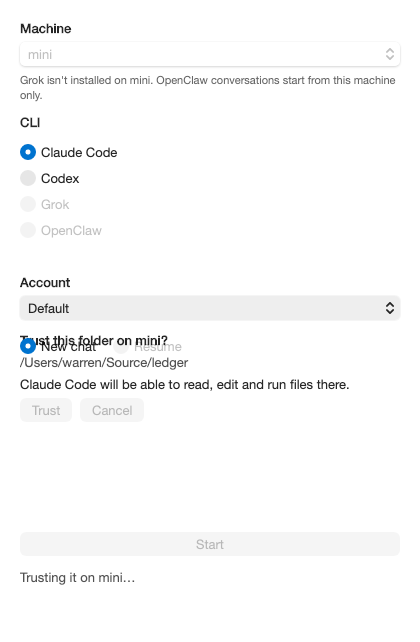 Machine
mini
Grok isn't installed on mini. OpenClaw conversations start from this machine
only.
CLI
Claude Code
Codex
Grok
OpenClaw
Account
Default
Trust this folder on mini?
New chat
Resume
/Users/warren/Source/ledger
Claude Code will be able to read, edit and run files there.
Trust
Cancel
Start
Trusting it on mini…